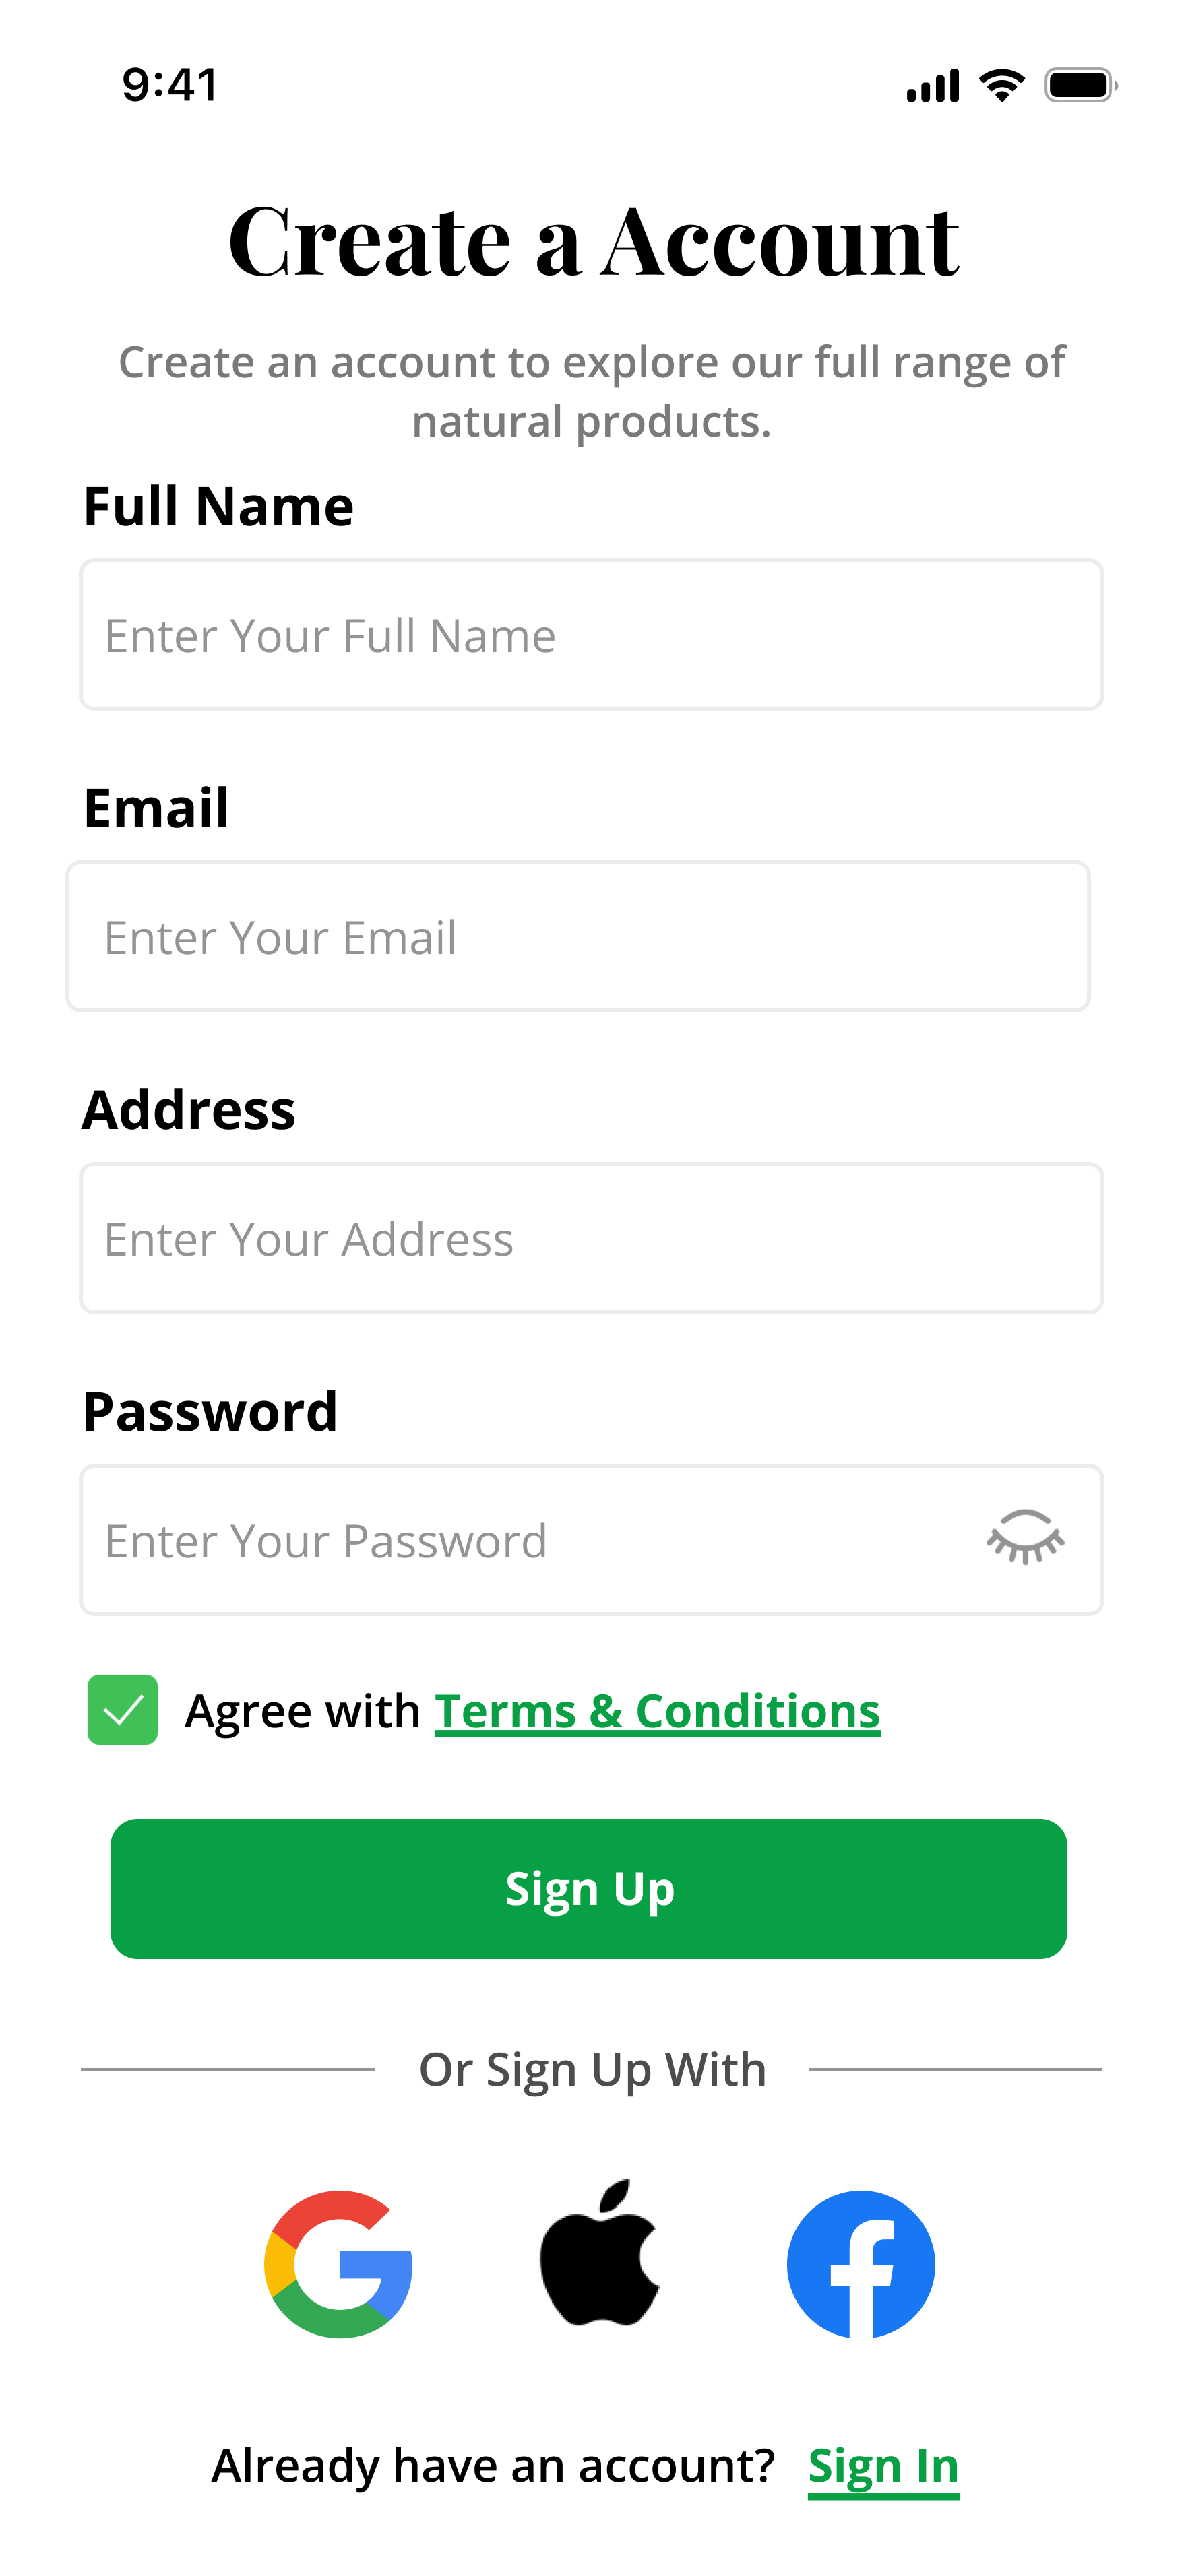 9:41
Create a Account
Create an account to explore our full range of
natural products.
Full Name
Enter Your Full Name
Email
Enter Your Email
Address
Enter Your Address
Password
Enter Your Password
Agree with Terms & Conditions
Sign Up
Or Sign Up With
Already have an account? Sign In